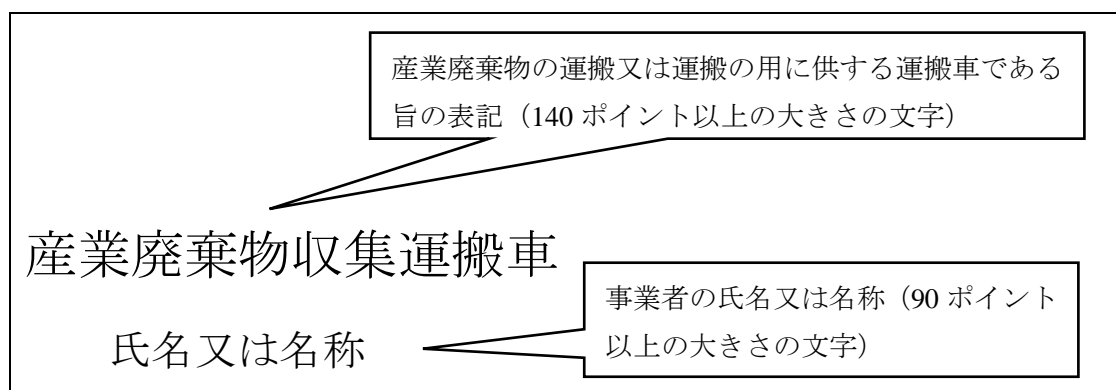 産業廃棄物の運搬又は運搬の用に供する運搬車である
旨の表記（140 ポイント以上の大きさの文字）
産業廃棄物収集運搬車
事業者の氏名又は名称（90 ポイント
以上の大きさの文字）
氏名又は名称